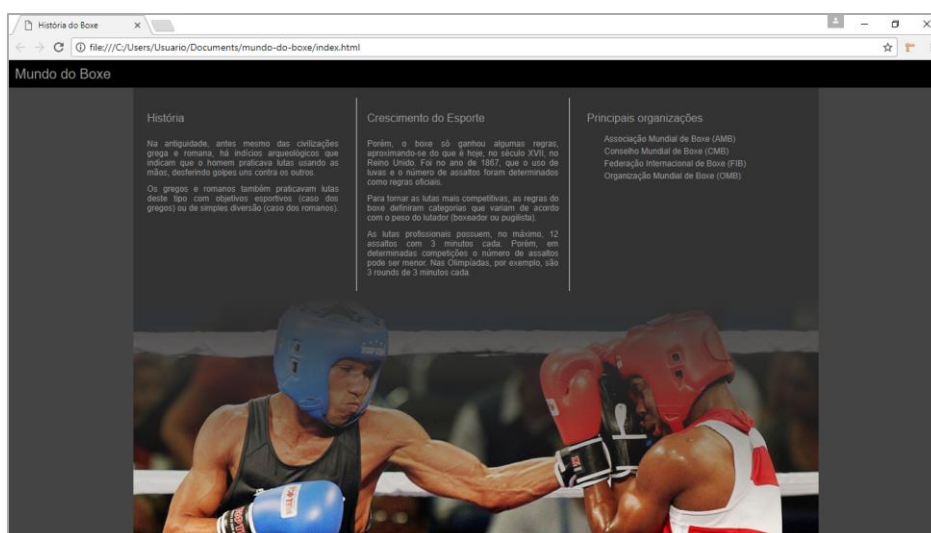 História do Boxe
file:///C:/Users/Usuario/Documents/mundo-do-boxe/index.html
Mundo do Boxe
História
Na antiguidade, antes mesmo das civilizações
grega e romana, há indícios arqueológicos que
indicam que o homem praticava lutas usando as
mãos, desferindo golpes uns contra os outros.
Os gregos e romanos também praticavam lutas
deste tipo com objetivos esportivos (caso dos
gregos) ou de simples diversão (caso dos romanos).
Crescimento do Esporte
Porém, o boxe só ganhou algumas regras,
aproximando-se do que é hoje, no século XVII, no
Reino Unido. Foi no ano de 1867, que o uso de
luvas e o número de assaltos foram determinados
como regras oficiais.
Para tornar as lutas mais competitivas, as regras do
boxe definiram categorias que variam de acordo
com o peso do lutador (boxeador ou pugilista).
As lutas profissionais possuem, no máximo, 12
assaltos com 3 minutos cada. Porém, em
determinadas competições o número de assaltos
pode ser menor. Nas Olimpíadas, por exemplo, são
3 rounds de 3 minutos cada.
Principais organizações
Associação Mundial de Boxe (AMB)
Conselho Mundial de Boxe (CMB)
Federação Internacional de Boxe (FIB)
Organização Mundial de Boxe (OMB)